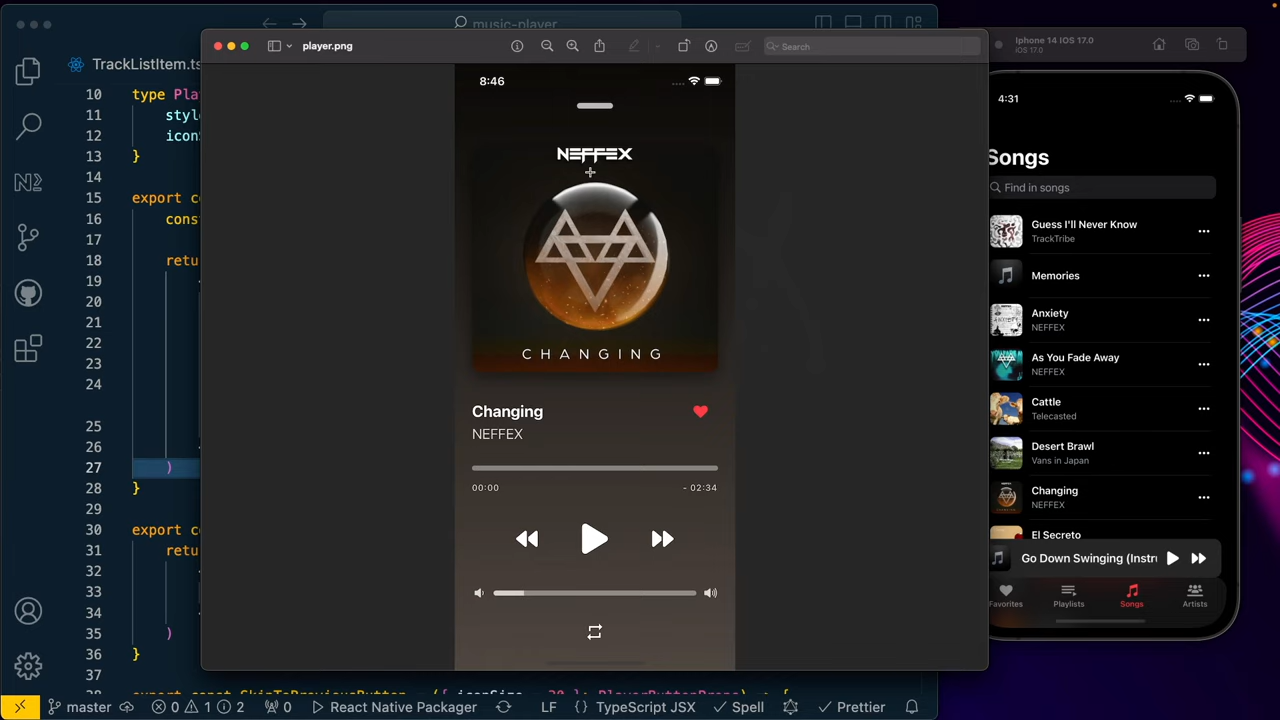 music-player
player.png
Search
TrackListItem.ts
10 type Pla
11 style
12 icon
13 }
14
15 export co
16 cons
17
18 retu
19
20
21
22
23
24
25
26
27 )
28 }
29
30 export co
31 retu
32
33
34
35 )
36 }
37
8:46
NEFFEX
CHANGING
Changing
NEFFEX
00:00
- 02:34
Iphone 14 IOS 17.0
iOS 17.0
4:31
Songs
Find in songs
Guess I'll Never Know
TrackTribe
Memories
Anxiety
NEFFEX
As You Fade Away
NEFFEX
Cattle
Telecasted
Desert Brawl
Vans in Japan
Changing
NEFFEX
El Secreto
Go Down Swinging (Instr
Favorites
Playlists
Songs
Artists
master
0 1 2
0
React Native Packager
LF
{ } TypeScript JSX
Spell
Prettier